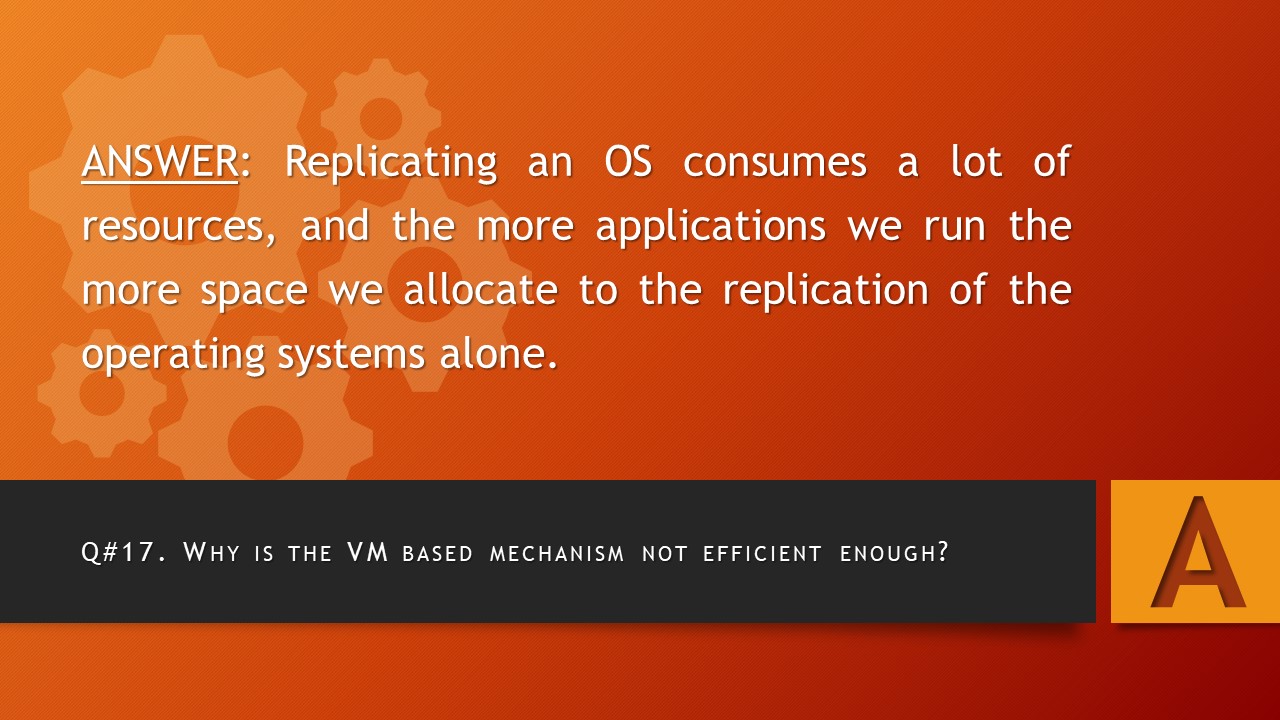 ANSWER: Replicating an OS consumes a lot of
resources, and the more applications we run the
more space we allocate to the replication of the
operating systems alone.
Q#17. Why is the VM based mechanism not efficient enough?
A